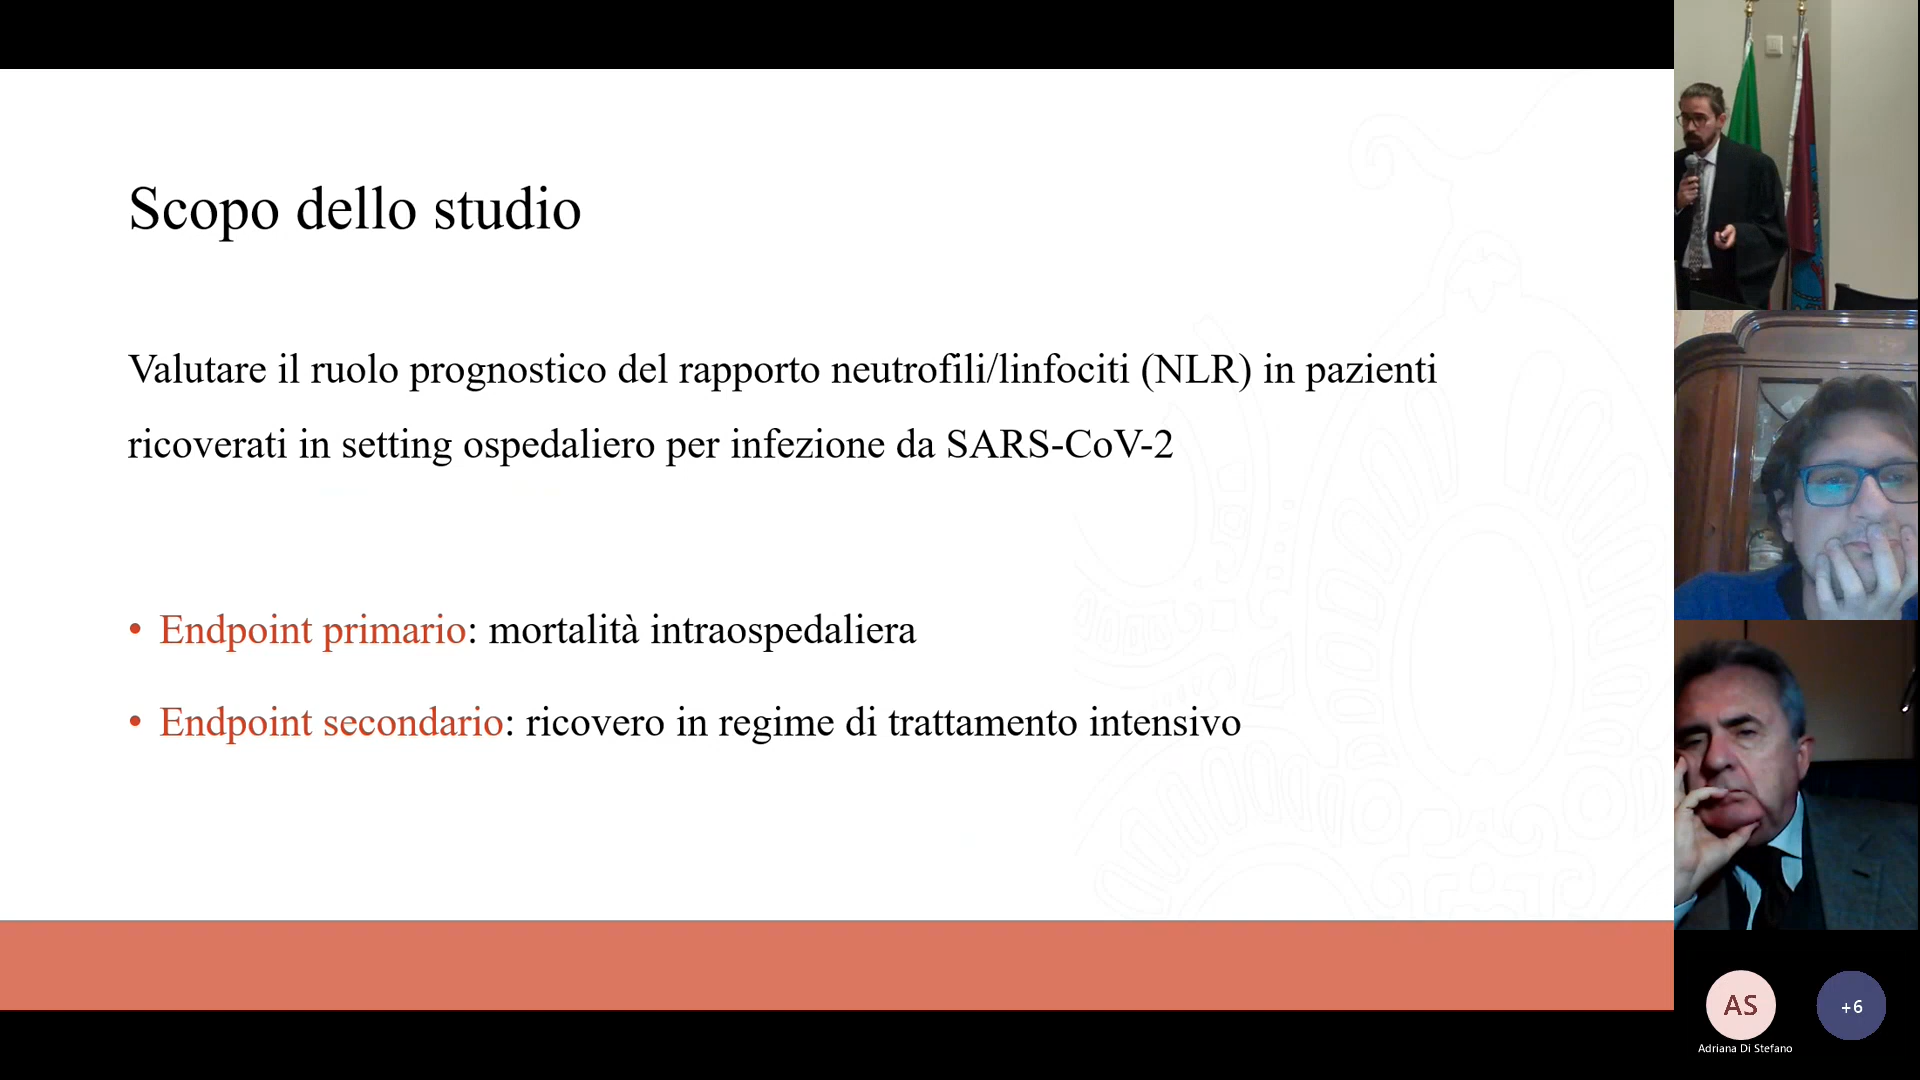 Scopo dello studio
Valutare il ruolo prognostico del rapporto neutrofili/linfociti (NLR) in pazienti
ricoverati in setting ospedaliero per infezione da SARS-CoV-2
• Endpoint primario: mortalità intraospedaliera
• Endpoint secondario: ricovero in regime di trattamento intensivo
AS
+6
Adriana Di Stefano